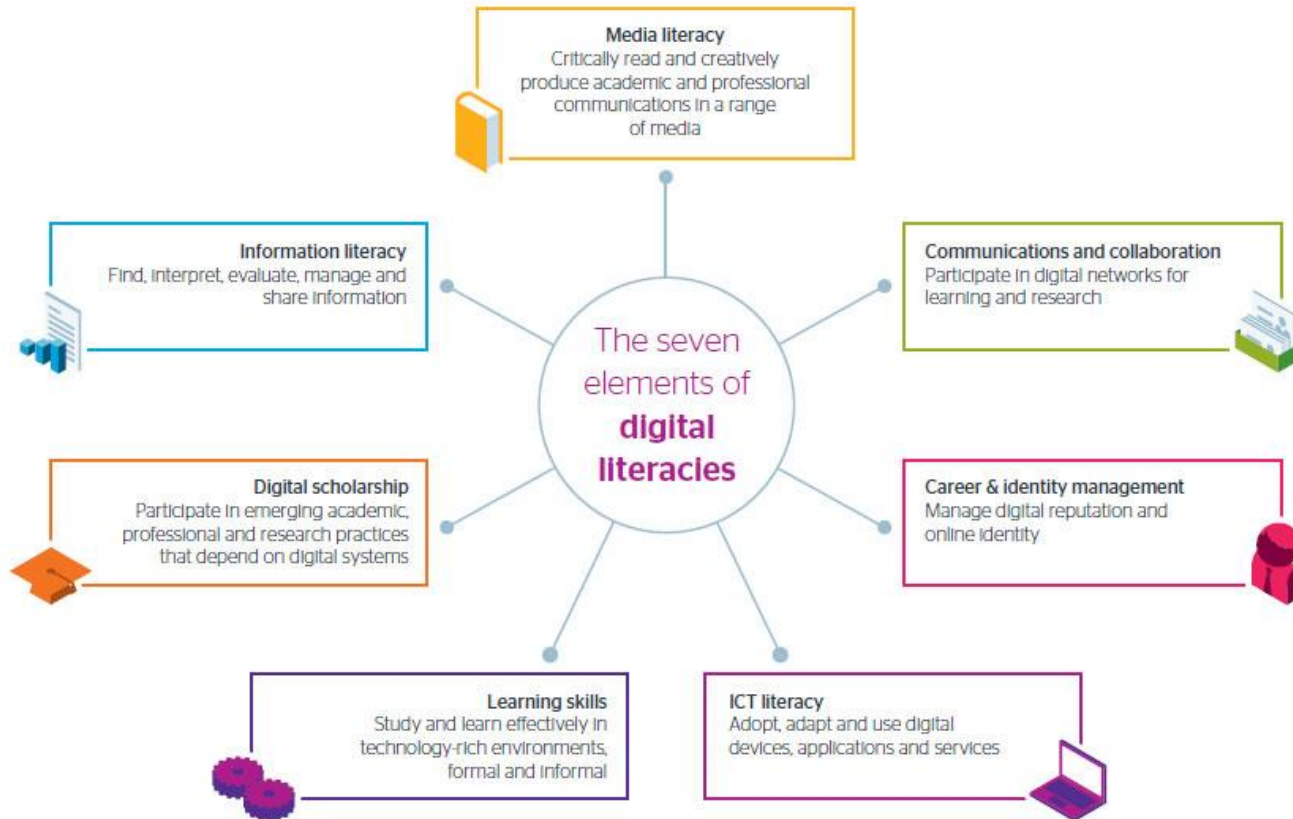 Media literacy
Critically read and creatively
produce academic and professional
communications in a range
of media
Information literacy
Find, interpret, evaluate, manage and
share information
Communications and collaboration
Participate in digital networks for
learning and research
The seven
elements of
digital
literacies
Digital scholarship
Participate in emerging academic,
professional and research practices
that depend on digital systems
Career & identity management
Manage digital reputation and
online identity
Learning skills
Study and learn effectively in
technology-rich environments,
formal and informal
ICT literacy
Adopt, adapt and use digital
devices, applications and services